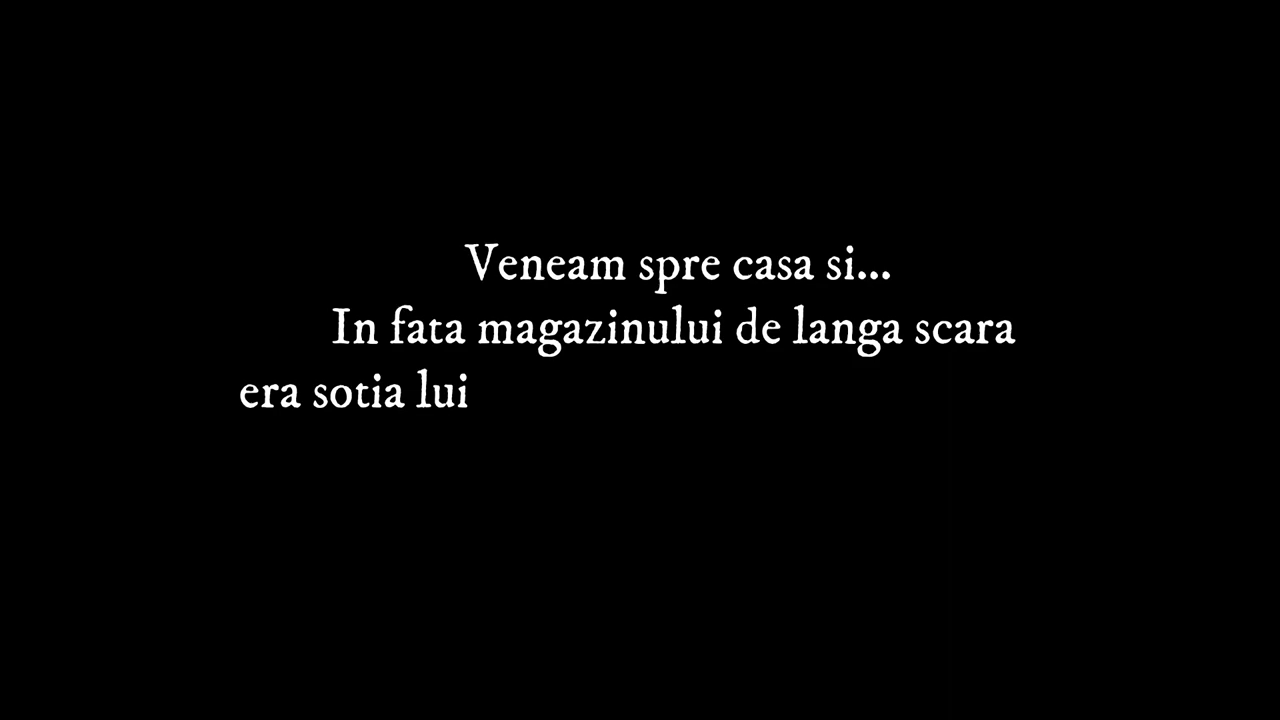 Veneam spre casa si...
In fata magazinului de langa scara
era sotia lui